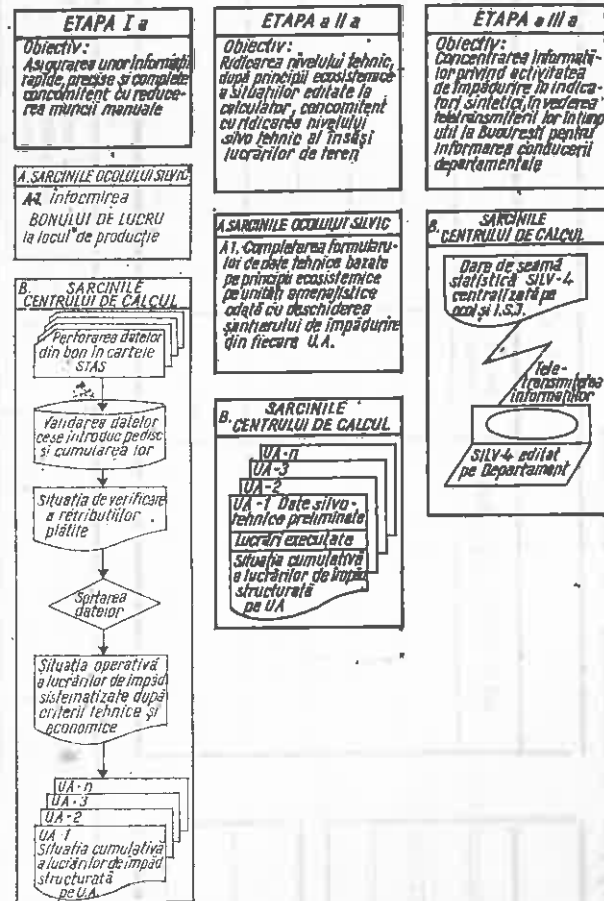 ETAPA I a
Obiectiv:
Asigurarea unor informații
rapide, precise și complete
concomitent cu reduce-
rea muncii manuale
A. SARCINILE OCOLULUI SILVIC
A-1. Întocmirea
BONULUI DE LUCRU
la locul de producție
B. SARCINILE
CENTRULUI DE CALCUL
Perforarea datelor
din bon în cartele
STAS
Validarea datelor
ce se introduc pe disc
și cumularea lor
Situația de verificare
a retribuțiilor
plătite
Sortarea
datelor
Situația operativă
a lucrărilor de împăd
sistematizate după
criterii tehnice și
economice
UA-n
UA-3
UA-2
UA-1
Situația cumulativă
a lucrărilor de împăd
structurată
pe U.A.
ETAPA a II a
Obiectiv:
Ridicarea nivelului tehnic,
după principii ecosistemice
a situațiilor editate la
calculator, concomitent
cu ridicarea nivelului
silvo tehnic al însăși
lucrărilor de teren
A SARCINILE OCOLULUI SILVIC
A1. Completarea formularu-
lui de date tehnice bazate
pe principii ecosistemice
pe unități amenajistice
odată cu deschiderea
șantierului de împădurire
din fiecare U.A.
B. SARCINILE
CENTRULUI DE CALCUL
UA-n
UA-3
UA-2
UA-1 Date silvo-
tehnice preliminate
Lucrări executate
Situația cumulativă
a lucrărilor de împăd
structurată
pe UA
ETAPA a III a
Obiectiv:
Concentrarea informații-
lor privind activitatea
de împădurire în indica-
tori sintetici, în vederea
teletransmiterii lor în timp
util la București pentru
informarea conducerii
departamentale
B. SARCINILE
CENTRULUI DE CALCUL
Dare de seamă
statistică SILV-4
centralizată pe
ocol și I.S.J.
Tele-
transmiterea
informațiilor
SILV-4 editat
pe Departament